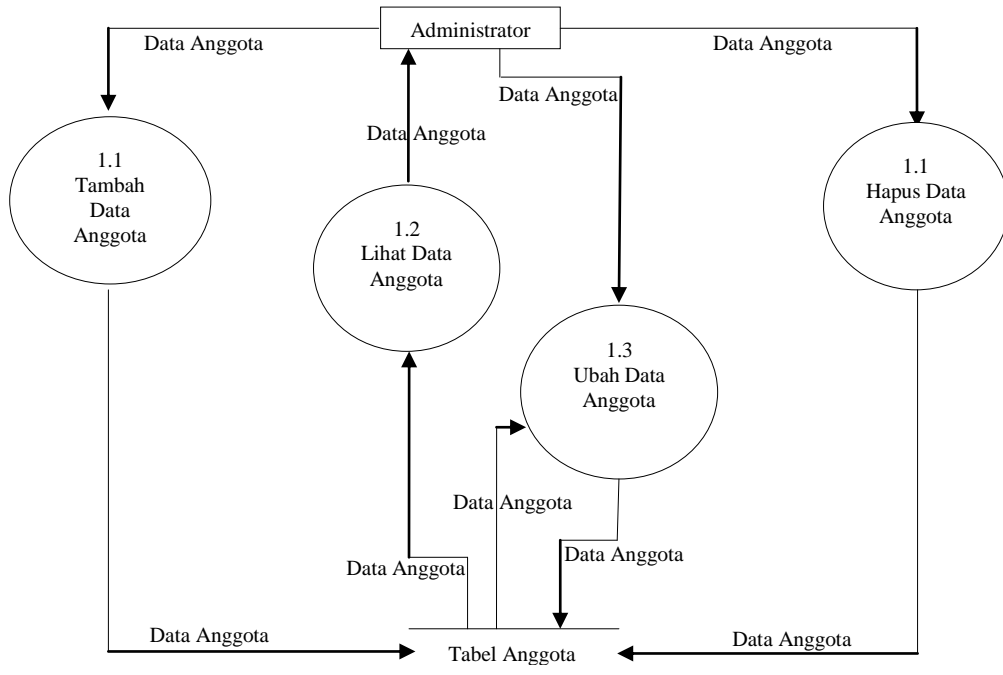 Administrator
Data Anggota
Data Anggota
Data Anggota
Data Anggota
1.1
Tambah
Data
Anggota
1.2
Lihat Data
Anggota
1.1
Hapus Data
Anggota
1.3
Ubah Data
Anggota
Data Anggota
Data Anggota
Data Anggota
Data Anggota
Tabel Anggota
Data Anggota